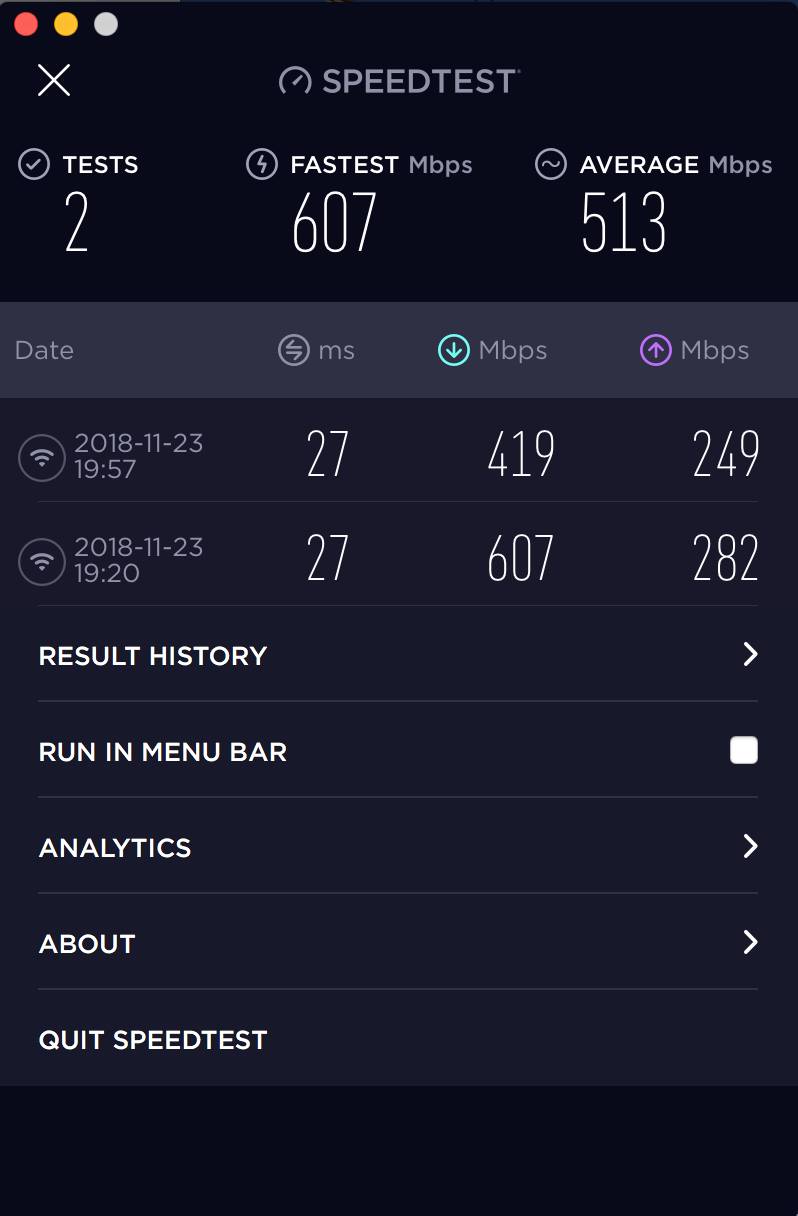 SPEEDTEST
TESTS FASTEST Mbps AVERAGE Mbps
2 607 513
Date ms Mbps Mbps
2018-11-23
19:57 27 419 249
2018-11-23
19:20 27 607 282
RESULT HISTORY
RUN IN MENU BAR
ANALYTICS
ABOUT
QUIT SPEEDTEST